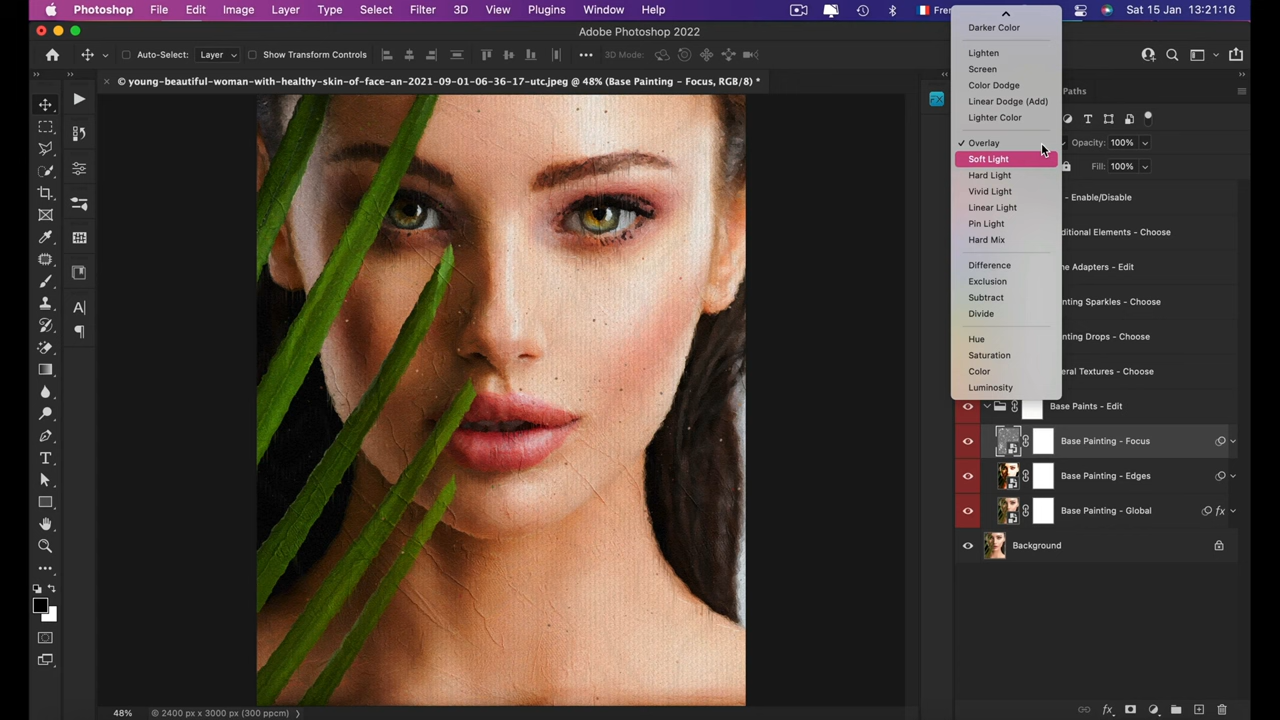 Photoshop File Edit Image Layer Type Select Filter 3D View Plugins Window Help Sat 15 Jan 13:21:16
Adobe Photoshop 2022
Auto-Select: Layer Show Transform Controls 3D Mode:
© young-beautiful-woman-with-healthy-skin-of-face-an-2021-09-01-06-36-17-utc.jpeg @ 48% (Base Painting – Focus, RGB/8) *
Paths
Darker Color
Lighten
Screen
Color Dodge
Linear Dodge (Add)
Lighter Color
Overlay
Soft Light
Hard Light
Vivid Light
Linear Light
Pin Light
Hard Mix
Difference
Exclusion
Subtract
Divide
Hue
Saturation
Color
Luminosity
Opacity: 100%
Fill: 100%
- Enable/Disable
Elements - Choose
Adapters - Edit
Sparkles - Choose
Drops - Choose
Textures - Choose
Base Paints - Edit
Base Painting - Focus
Base Painting - Edges
Base Painting - Global fx
Background
48% 2400 px x 3000 px (300 ppcm)